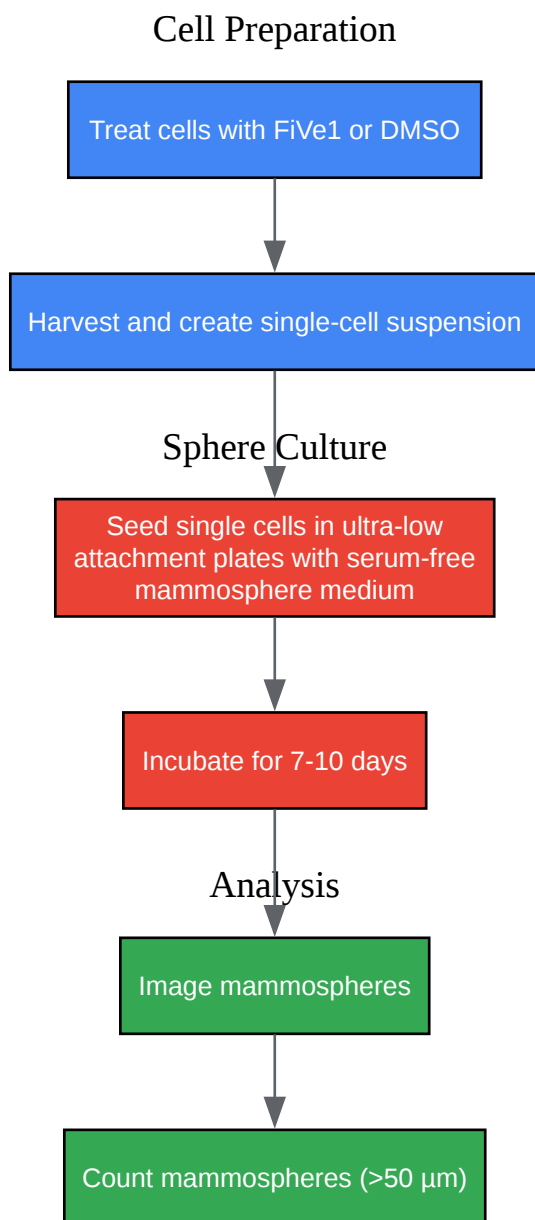 Cell Preparation
Treat cells with FiVe1 or DMSO
Harvest and create single-cell suspension
Sphere Culture
Seed single cells in ultra-low
attachment plates with serum-free
mammosphere medium
Incubate for 7-10 days
Analysis
Image mammospheres
Count mammospheres (>50 µm)